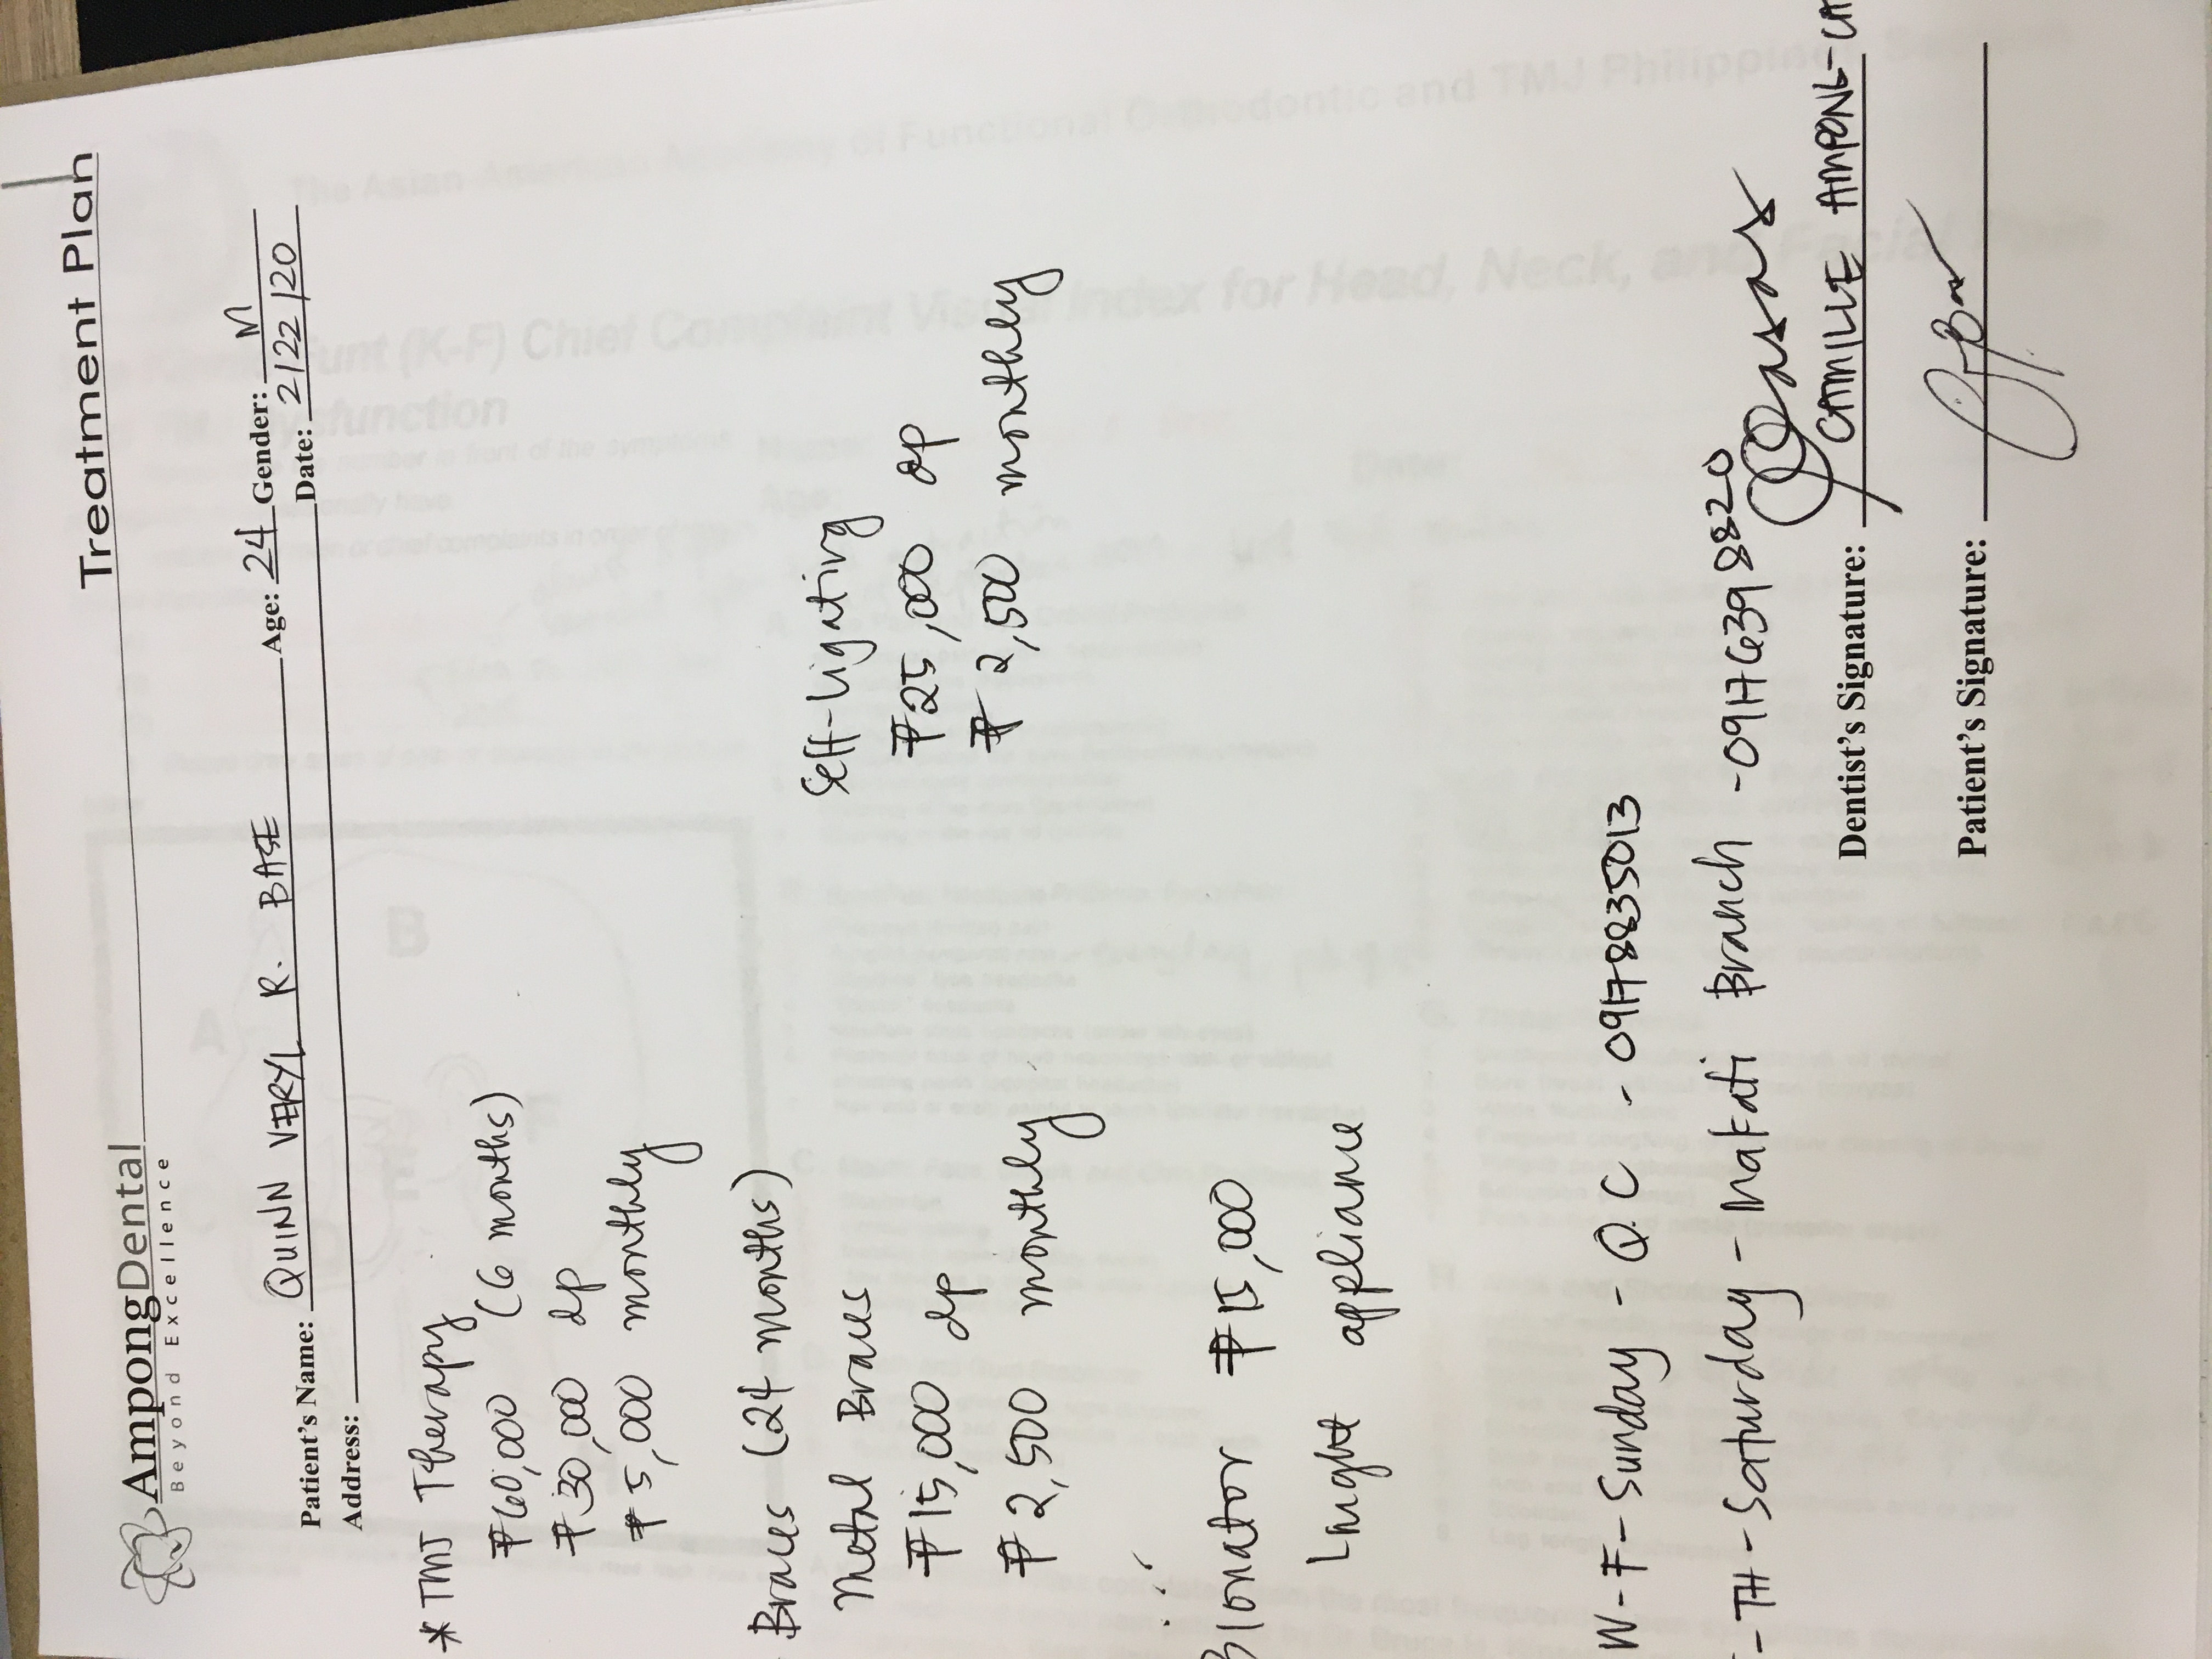 Treatment Plan
AmpongDental
Beyond Excellence
Patient's Name: QUINN VERYL R. BASE Age: 24 Gender: M
Address: Date: 2/22/20
* TMJ Therapy
₱60,000 (6 months)
₱30,000 dp
₱5,000 monthly
Braces (24 months)
Metal Braces
₱15,000 dp
₱2,500 monthly
Self-Ligating
₱25,000 dp
₱2,500 monthly
Bionator ₱15,000
night appliance
W-F-Sunday - Q.C - 09178835013
-TH-Saturday - Makati Branch -09176398820
Dentist's Signature: CAMILLE AMPONG-CA
Patient's Signature: